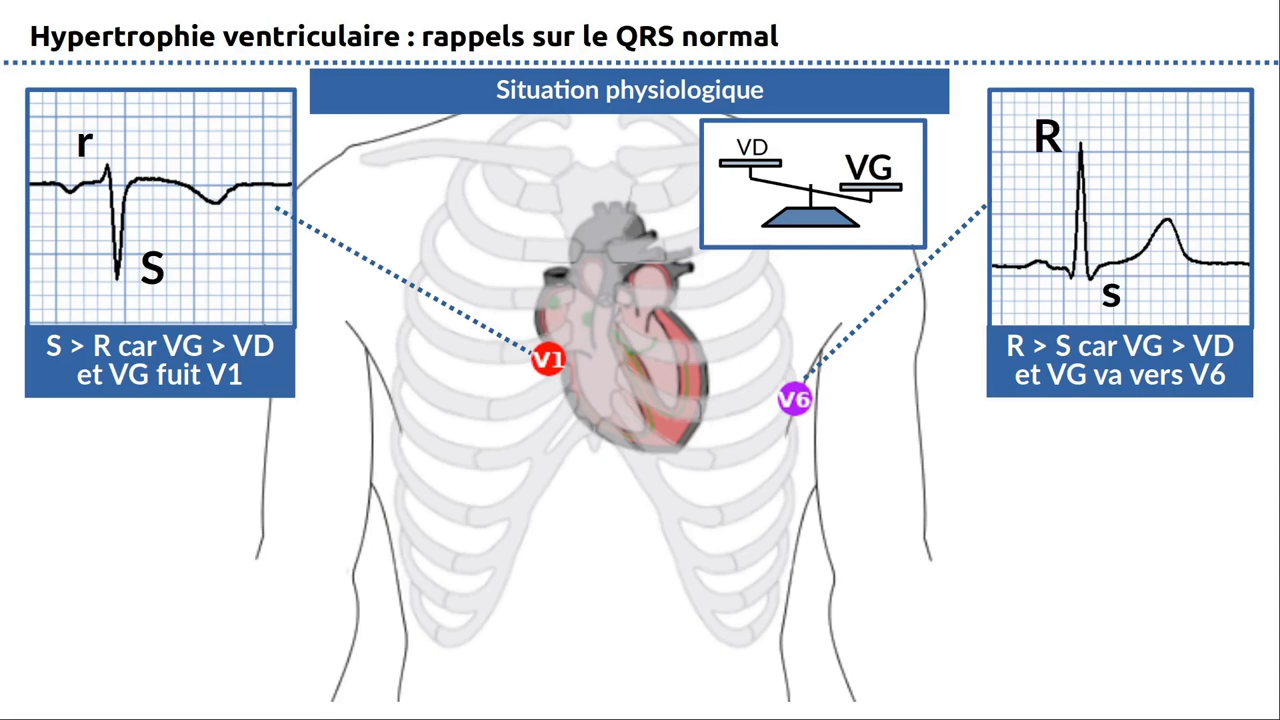 Hypertrophie ventriculaire : rappels sur le QRS normal
Situation physiologique
r
S
S > R car VG > VD
et VG fuit V1
VD
VG
V1
V6
R
s
R > S car VG > VD
et VG va vers V6